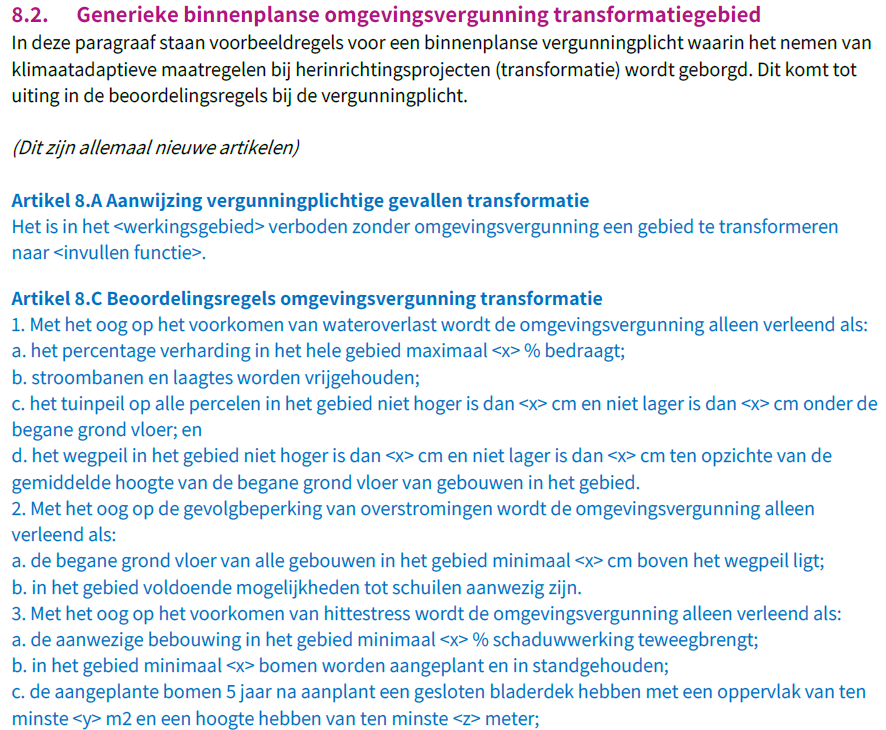 8.2. Generieke binnenplanse omgevingsvergunning transformatiegebied
In deze paragraaf staan voorbeeldregels voor een binnenplanse vergunningplicht waarin het nemen van
klimaatadaptieve maatregelen bij herinrichtingsprojecten (transformatie) wordt geborgd. Dit komt tot
uiting in de beoordelingsregels bij de vergunningplicht.
(Dit zijn allemaal nieuwe artikelen)
Artikel 8.A Aanwijzing vergunningplichtige gevallen transformatie
Het is in het <werkingsgebied> verboden zonder omgevingsvergunning een gebied te transformeren
naar <invullen functie>.
Artikel 8.C Beoordelingsregels omgevingsvergunning transformatie
1. Met het oog op het voorkomen van wateroverlast wordt de omgevingsvergunning alleen verleend als:
a. het percentage verharding in het hele gebied maximaal <x> % bedraagt;
b. stroombanen en laagtes worden vrijgehouden;
c. het tuinpeil op alle percelen in het gebied niet hoger is dan <x> cm en niet lager is dan <x> cm onder de
begane grond vloer; en
d. het wegpeil in het gebied niet hoger is dan <x> cm en niet lager is dan <x> cm ten opzichte van de
gemiddelde hoogte van de begane grond vloer van gebouwen in het gebied.
2. Met het oog op de gevolgbeperking van overstromingen wordt de omgevingsvergunning alleen
verleend als:
a. de begane grond vloer van alle gebouwen in het gebied minimaal <x> cm boven het wegpeil ligt;
b. in het gebied voldoende mogelijkheden tot schuilen aanwezig zijn.
3. Met het oog op het voorkomen van hittestress wordt de omgevingsvergunning alleen verleend als:
a. de aanwezige bebouwing in het gebied minimaal <x> % schaduwwerking teweegbrengt;
b. in het gebied minimaal <x> bomen worden aangeplant en in standgehouden;
c. de aangeplante bomen 5 jaar na aanplant een gesloten bladerdek hebben met een oppervlak van ten
minste <y> m2 en een hoogte hebben van ten minste <z> meter;